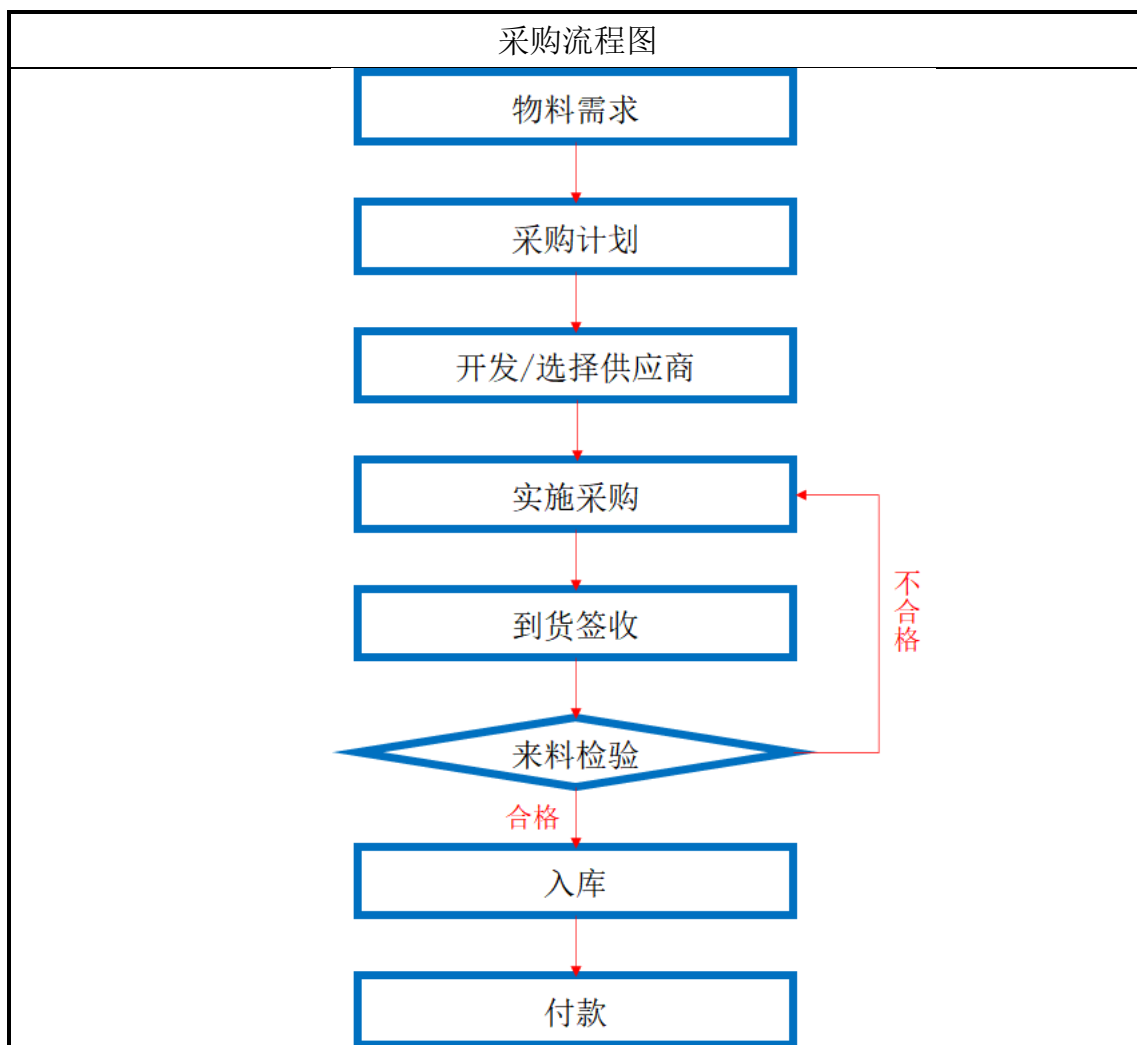 采购流程图
物料需求
采购计划
开发/选择供应商
实施采购
到货签收
不合格
来料检验
合格
入库
付款